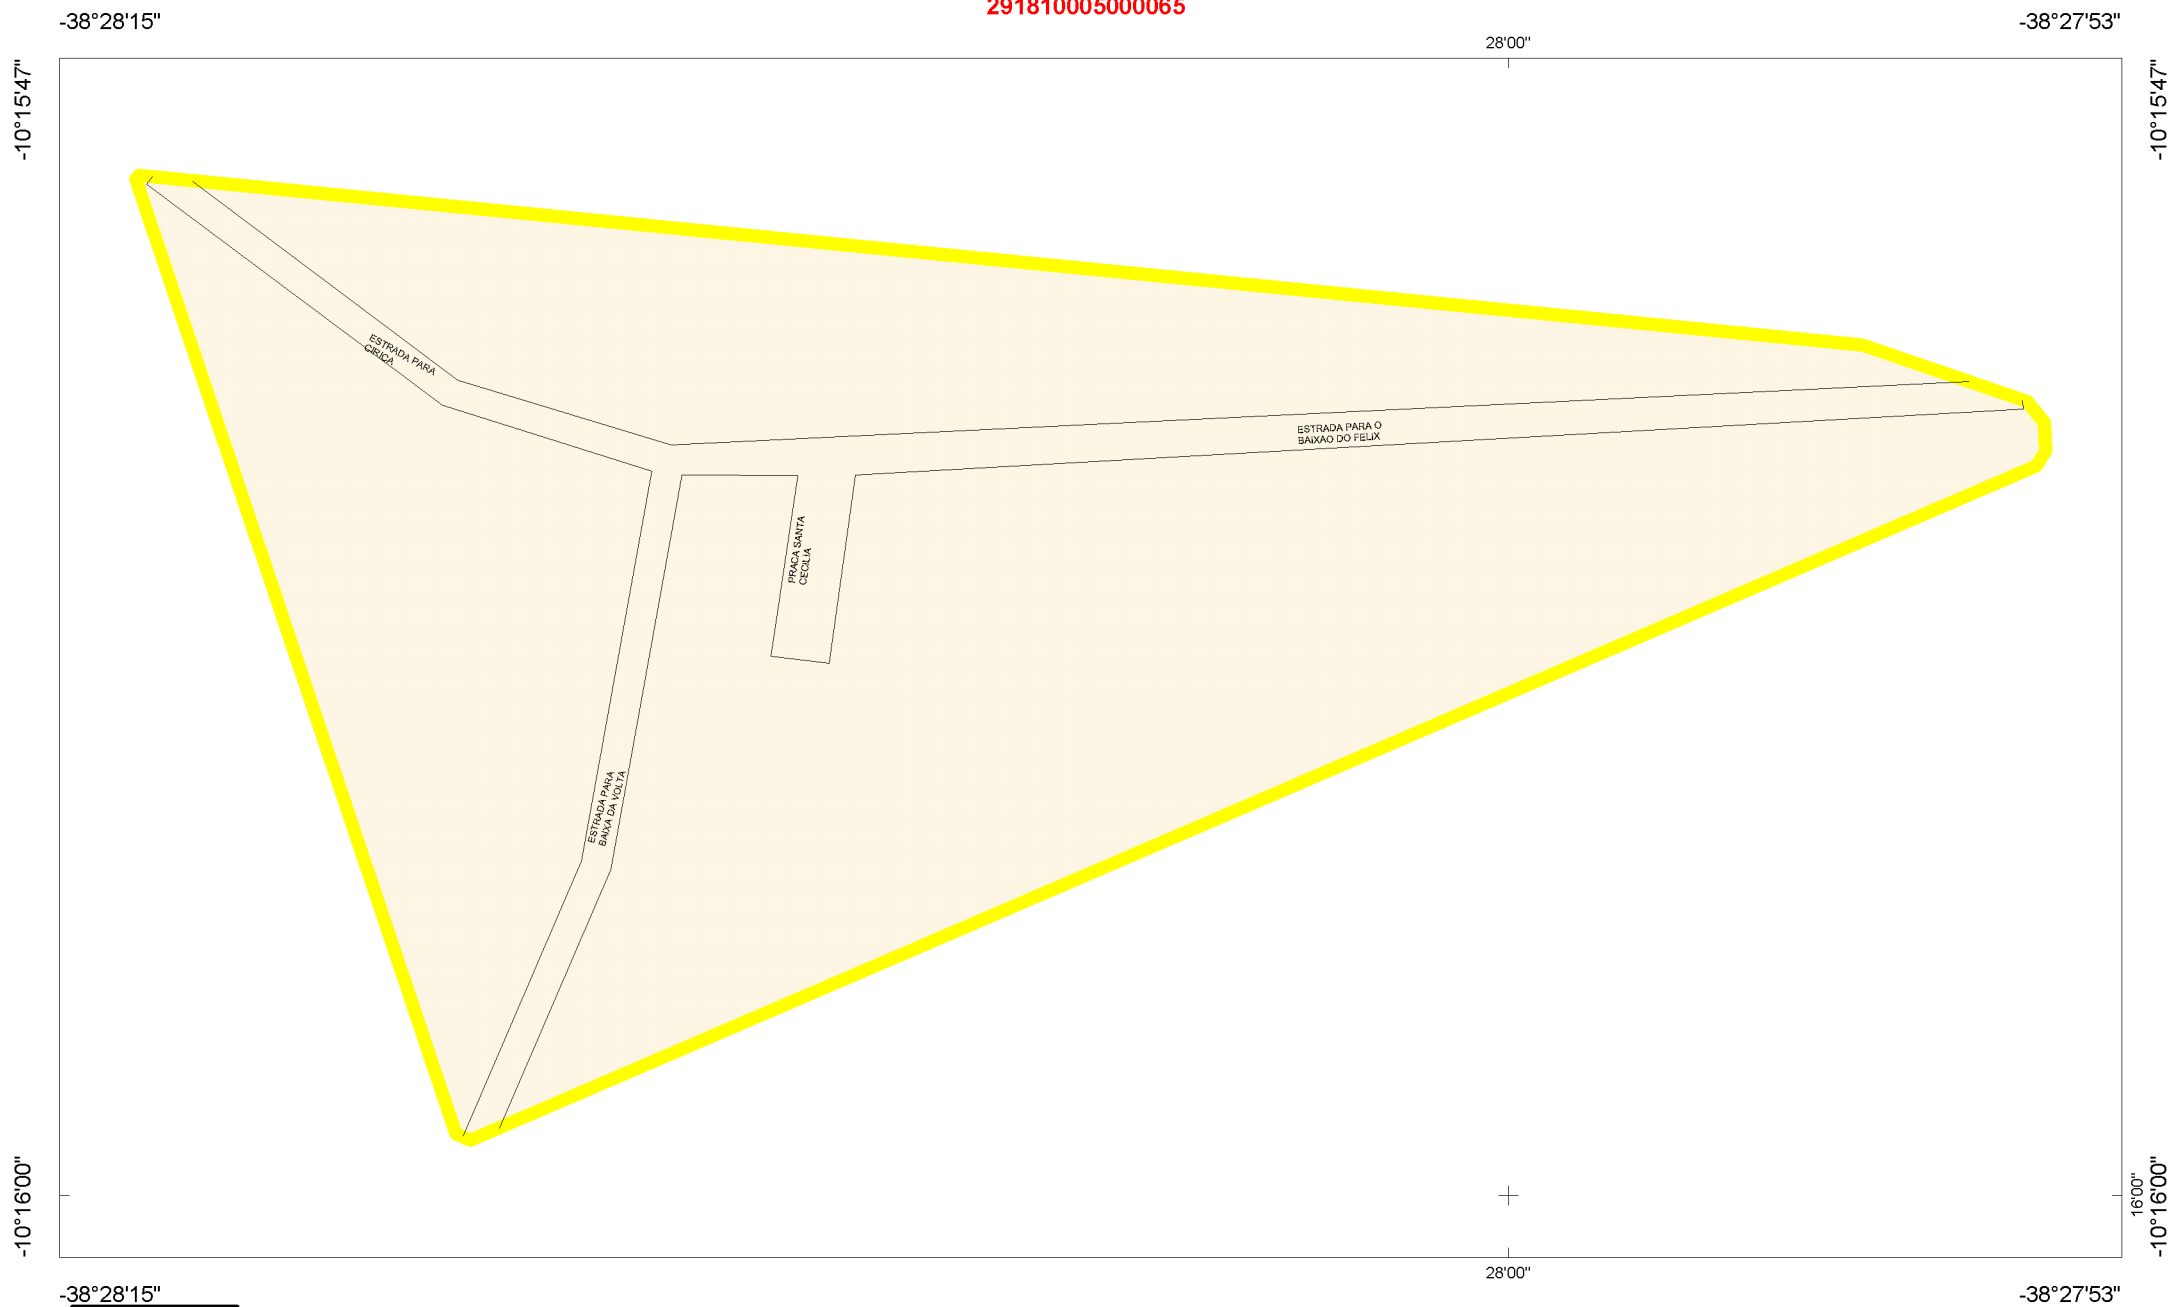 291810005000065
-38°28'15"
-38°27'53"
28'00"
-10°15'47"
-10°15'47"
ESTRADA PARA
CIRICA
ESTRADA PARA O
BAIXAO DO FELIX
PRACA SANTA
CECILIA
ESTRADA PARA
BAIXA DA VOLTA
-10°16'00"
16'00"
-10°16'00"
28'00"
-38°28'15"
-38°27'53"